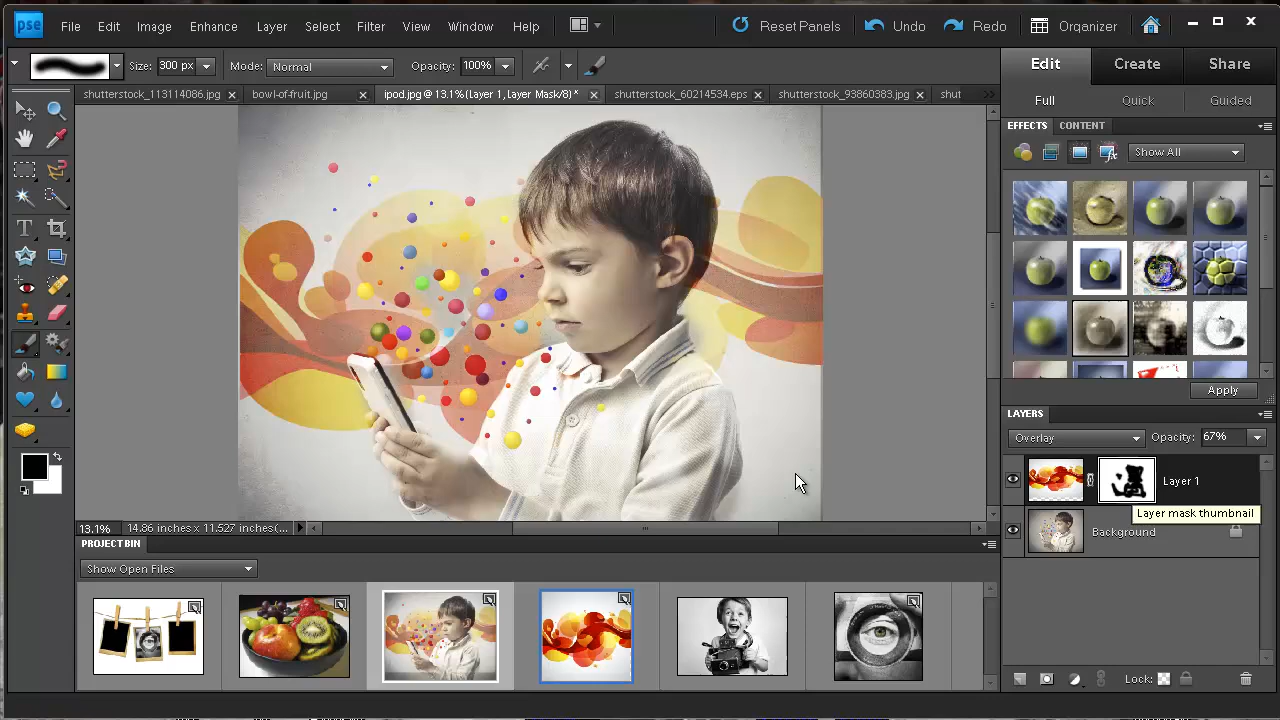 pse File Edit Image Enhance Layer Select Filter View Window Help Reset Panels Undo Redo Organizer
Size: 300 px Mode: Normal Opacity: 100%
Edit Create Share
shutterstock_113114086.jpg bowl-of-fruit.jpg ipod.jpg @ 13.1%(Layer 1,Layer Mask/8) * shutterstock_60214534.eps shutterstock_93860383.jpg shut
Full Quick Guided
EFFECTS CONTENT
Show All
Apply
LAYERS
Overlay Opacity: 67%
Layer 1
Layer mask thumbnail
Background
13.1% 14.86 inches x 11.527 inches(...
PROJECT BIN
Show Open Files
Lock: